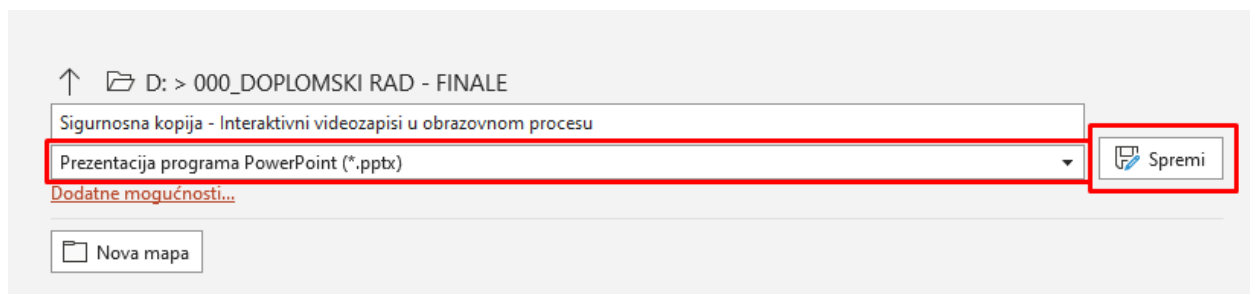 D: > 000_DOPLOMSKI RAD - FINALE
Sigurnosna kopija - Interaktivni videozapisi u obrazovnom procesu
Prezentacija programa PowerPoint (*.pptx)
Spremi
Dodatne mogućnosti...
Nova mapa